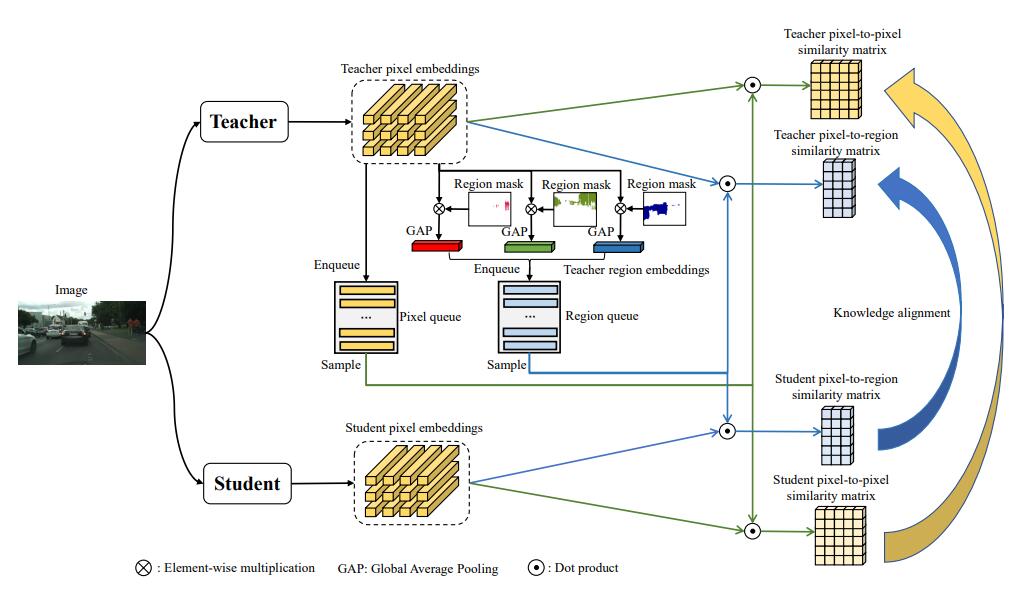 Teacher pixel-to-pixel
similarity matrix
Teacher pixel embeddings
Teacher
Teacher pixel-to-region
similarity matrix
Region mask
Region mask
Region mask
GAP
GAP
GAP
Enqueue
Enqueue
Teacher region embeddings
Image
...
Pixel queue
...
Region queue
Knowledge alignment
Sample
Sample
Student pixel-to-region
similarity matrix
Student pixel embeddings
Student
Student pixel-to-pixel
similarity matrix
: Element-wise multiplication
GAP: Global Average Pooling
: Dot product